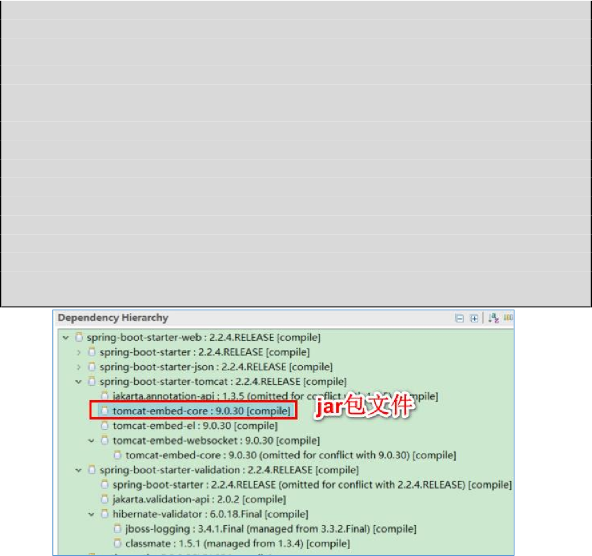 Dependency Hierarchy
spring-boot-starter-web : 2.2.4.RELEASE [compile]
spring-boot-starter : 2.2.4.RELEASE [compile]
spring-boot-starter-json : 2.2.4.RELEASE [compile]
spring-boot-starter-tomcat : 2.2.4.RELEASE [compile]
jakarta.annotation-api : 1.3.5 (omitted for conflict
tomcat-embed-core : 9.0.30 [compile]
jar包文件
tomcat-embed-el : 9.0.30 [compile]
tomcat-embed-websocket : 9.0.30 [compile]
tomcat-embed-core : 9.0.30 (omitted for conflict with 9.0.30) [compile]
spring-boot-starter-validation : 2.2.4.RELEASE [compile]
spring-boot-starter : 2.2.4.RELEASE (omitted for conflict with 2.2.4.RELEASE) [compile]
jakarta.validation-api : 2.0.2 [compile]
hibernate-validator : 6.0.18.Final [compile]
jboss-logging : 3.4.1.Final (managed from 3.3.2.Final) [compile]
classmate : 1.5.1 (managed from 1.3.4) [compile]